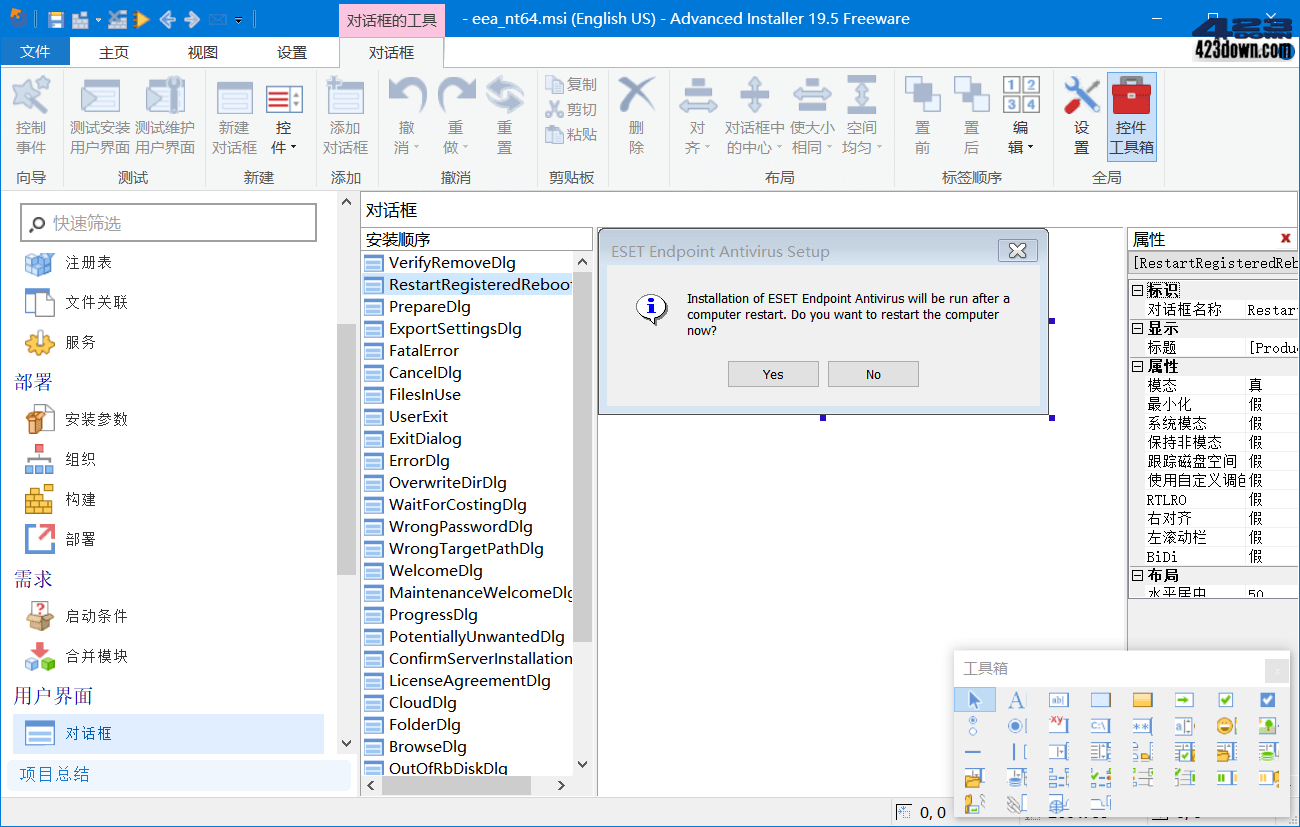 对话框的工具
- eea_nt64.msi (English US) - Advanced Installer 19.5 Freeware
423down.com
文件
主页
视图
设置
对话框
控制
事件
测试安装
用户界面
测试维护
用户界面
新建
对话框
控
件
添加
对话框
撤
消
重
做
重
置
复制
剪切
粘贴
删
除
对
齐
对话框中
的中心
使大小
相同
空间
均匀
置
前
置
后
编
辑
设
置
控件
工具箱
向导
测试
新建
添加
撤消
剪贴板
布局
标签顺序
全局
快速筛选
注册表
文件关联
服务
部署
安装参数
组织
构建
部署
需求
启动条件
合并模块
用户界面
对话框
项目总结
对话框
安装顺序
VerifyRemoveDlg
RestartRegisteredReboot
PrepareDlg
ExportSettingsDlg
FatalError
CancelDlg
FilesInUse
UserExit
ExitDialog
ErrorDlg
OverwriteDirDlg
WaitForCostingDlg
WrongPasswordDlg
WrongTargetPathDlg
WelcomeDlg
MaintenanceWelcomeDlg
ProgressDlg
PotentiallyUnwantedDlg
ConfirmServerInstallation
LicenseAgreementDlg
CloudDlg
FolderDlg
BrowseDlg
OutOfRbDiskDlg
ESET Endpoint Antivirus Setup
Installation of ESET Endpoint Antivirus will be run after a
computer restart. Do you want to restart the computer
now?
Yes
No
属性
[RestartRegisteredReb
标识
对话框名称 Restar
显示
标题 [Produ
属性
模态 真
最小化 假
系统模态 假
保持非模态 假
跟踪磁盘空间 假
使用自定义调色 假
RTLRO 假
右对齐 假
左滚动栏 假
BiDi 假
布局
水平居中 50
工具箱
0, 0